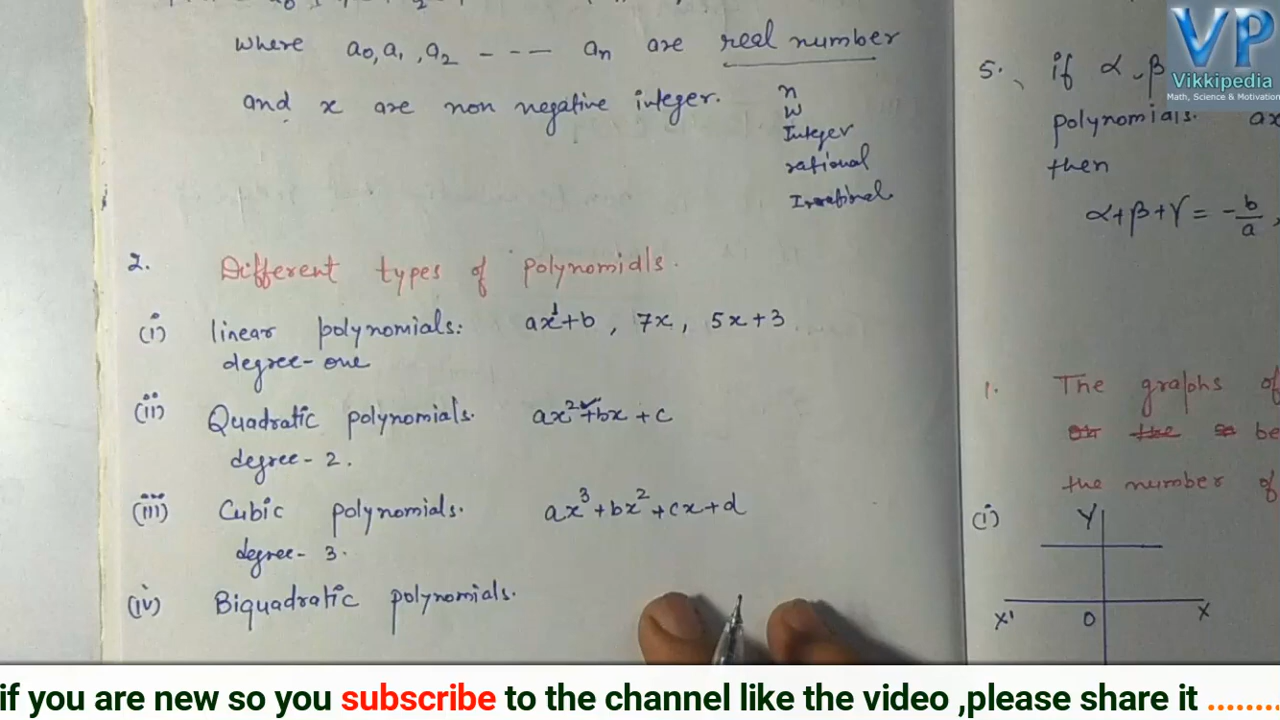 where a₀, a₁, a₂ - - - aₙ are real number
and x are non negative integer.
n
W
Integer
rational
2. Different types of polynomials.
(i) linear polynomials. ax¹+b, 7x, 5x+3
degree- one
(ii) Quadratic polynomials. ax²+bx+c
degree- 2.
(iii) Cubic polynomials. ax³+bx²+cx+d
degree- 3.
(iv) Biquadratic polynomials.
5. if α, β
polynomials. ax
then
α+β+γ = -b/a,
1. The graphs of
be
the number of
(i) Y
X' O X
VP
Vikkipedia
Math, Science & Motivation
if you are new so you subscribe to the channel like the video ,please share it ........